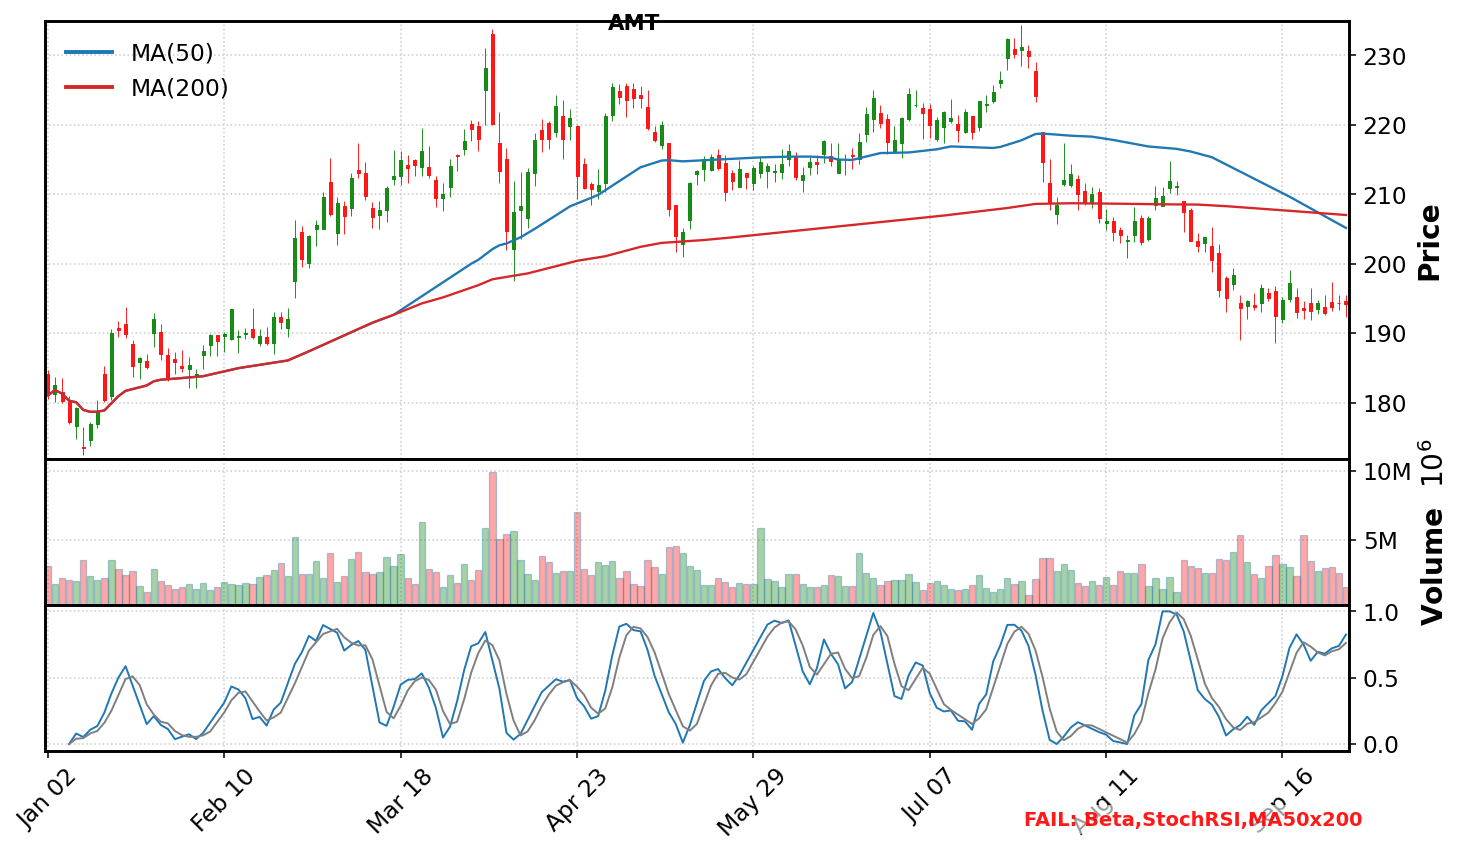 AMT
MA(50)
MA(200)
230
220
210
200
190
180
Price
10M
5M
Volume 10^6
1.0
0.5
0.0
Jan 02
Feb 10
Mar 18
Apr 23
May 29
Jul 07
Aug 11
Sep 16
FAIL: Beta,StochRSI,MA50x200